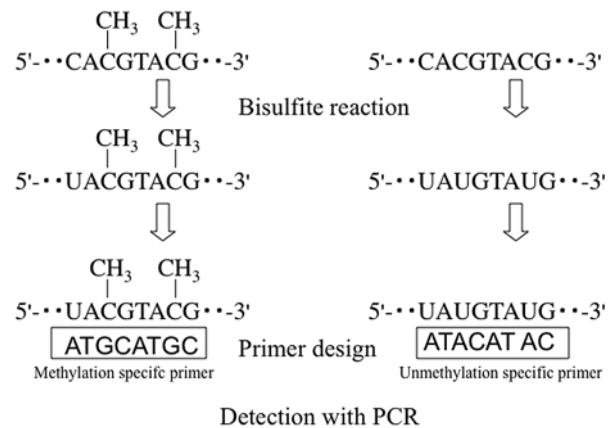 CH3 CH3
5'-··CACGTACG··-3' 5'-··CACGTACG··-3'
Bisulfite reaction
CH3 CH3
5'-··UACGTACG··-3' 5'-··UAUGTAUG··-3'
CH3 CH3
5'-··UACGTACG··-3' 5'-··UAUGTAUG··-3'
ATGCATGC Primer design ATACAT AC
Methylation specifc primer Unmethylation specific primer
Detection with PCR